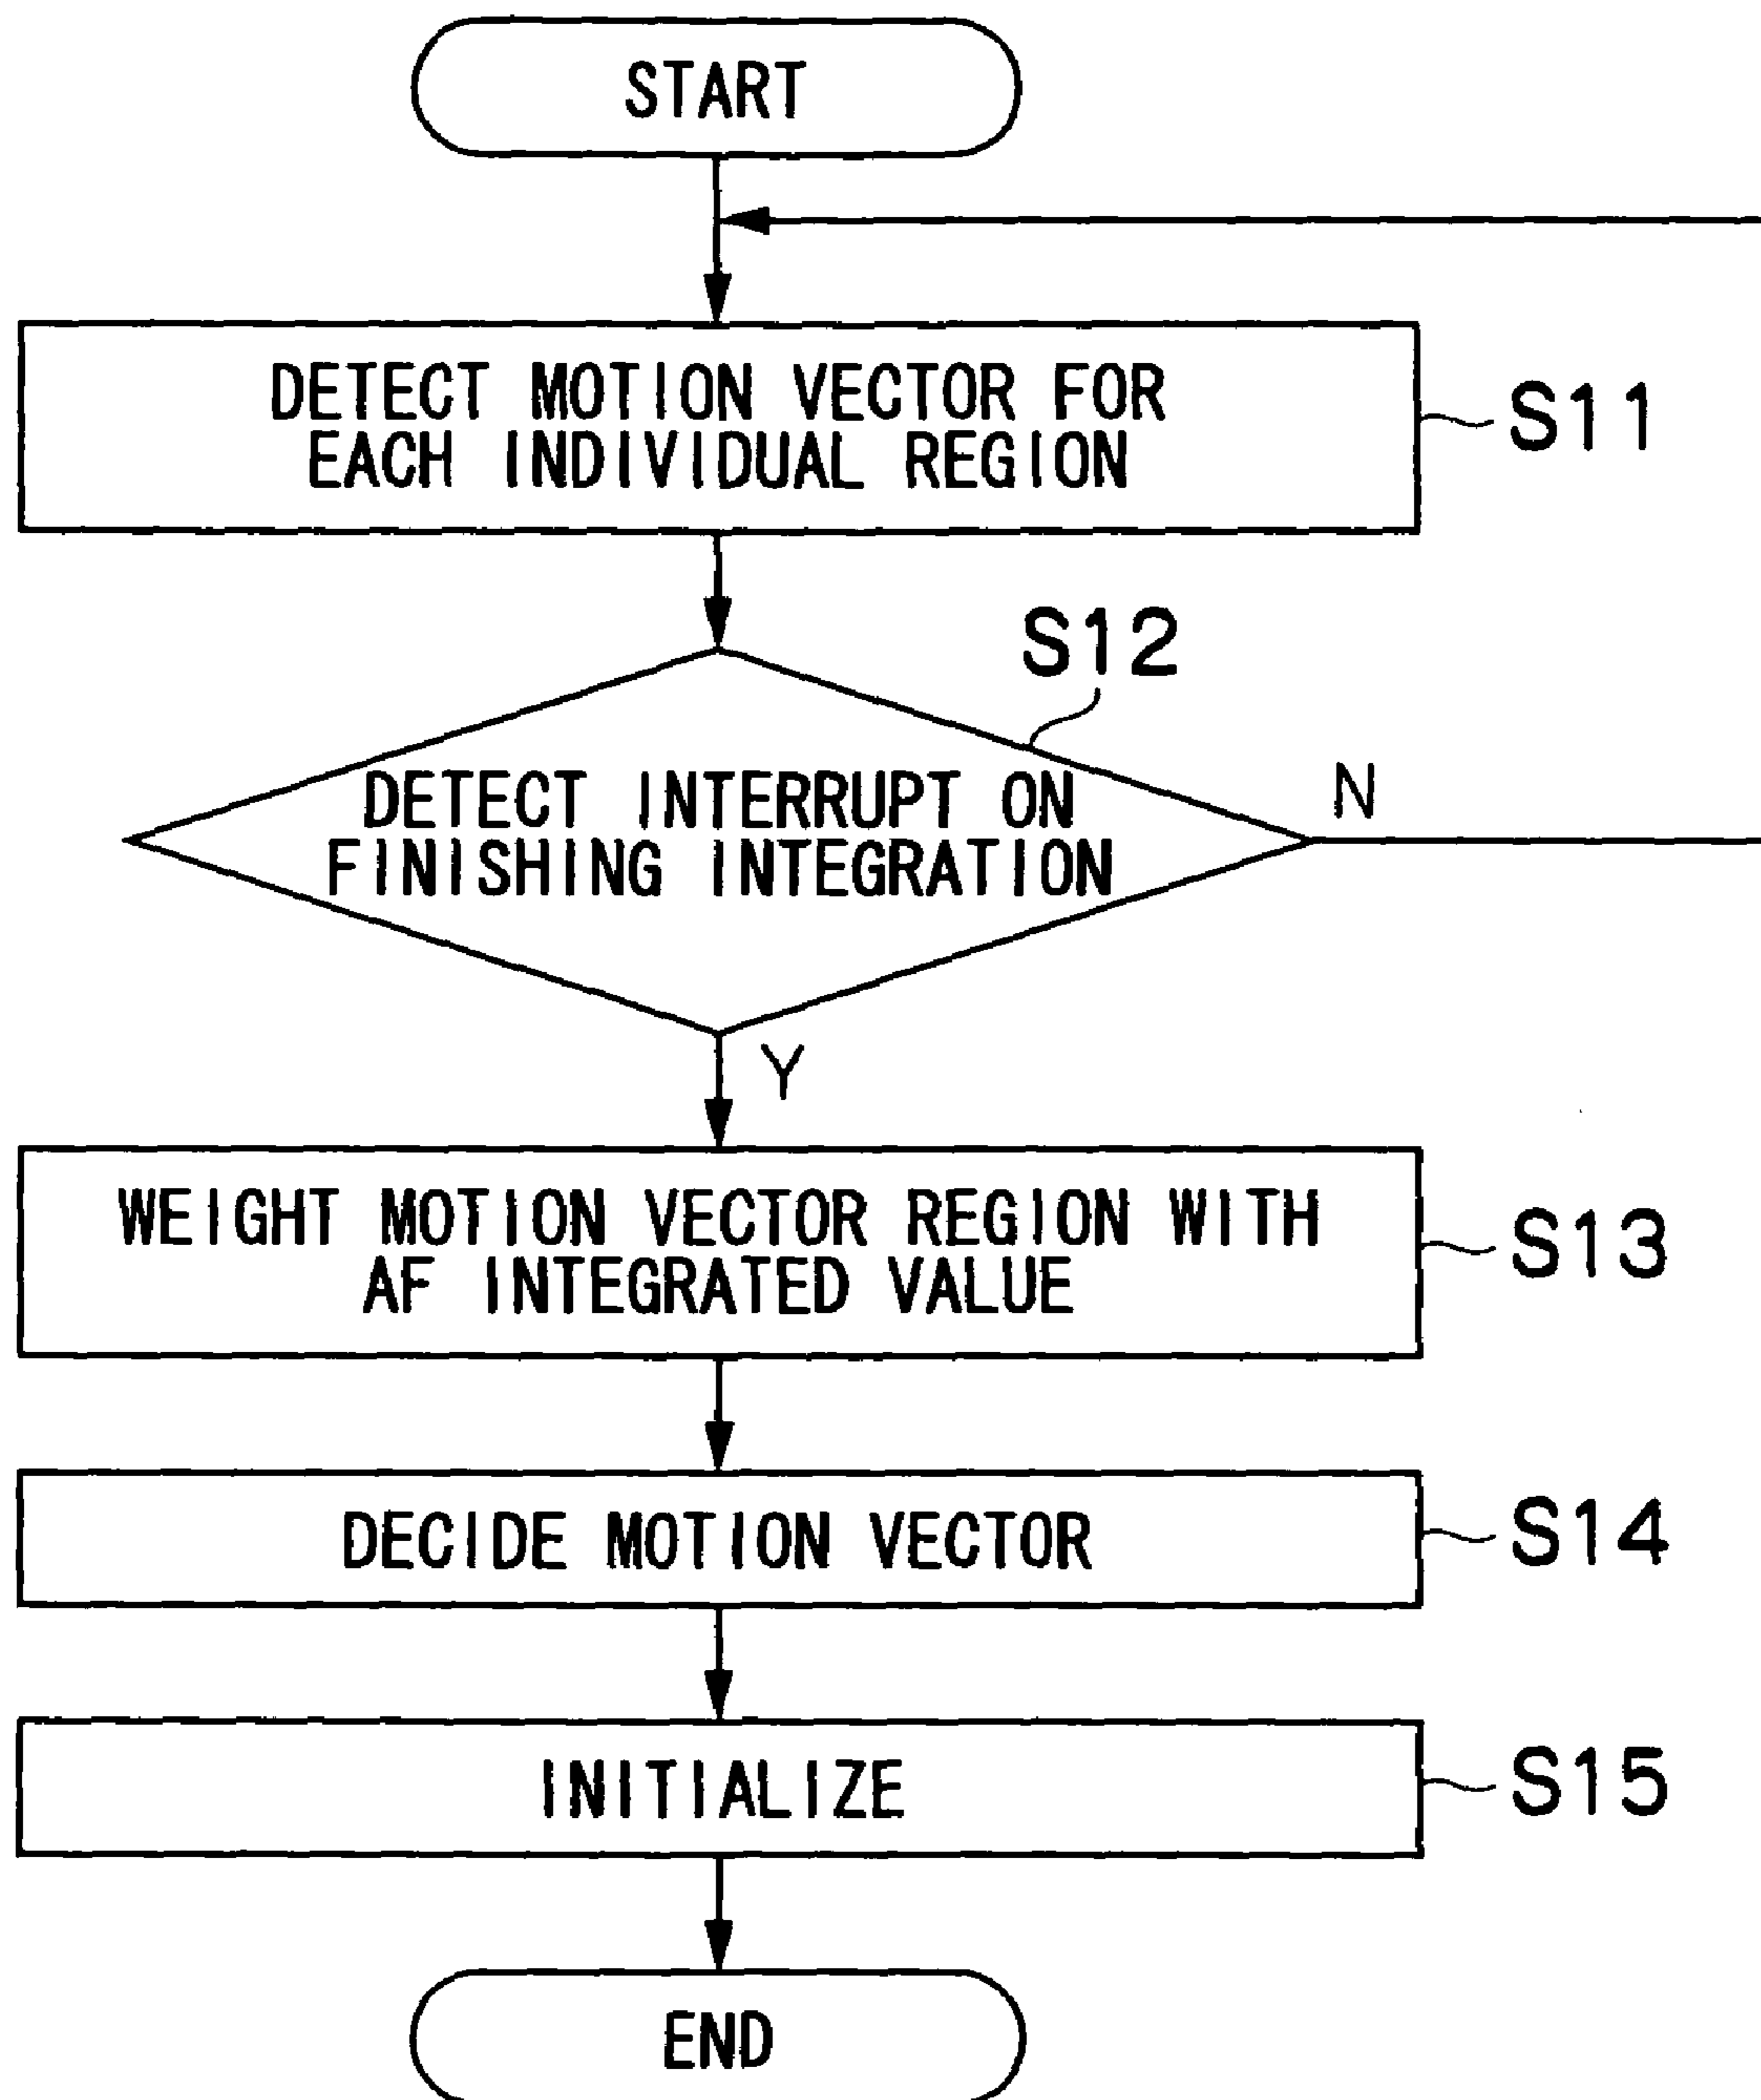 START
DETECT MOTION VECTOR FOR
EACH INDIVIDUAL REGION
S11
S12
DETECT INTERRUPT ON
FINISHING INTEGRATION
N
Y
WEIGHT MOTION VECTOR REGION WITH
AF INTEGRATED VALUE
S13
DECIDE MOTION VECTOR
S14
INITIALIZE
S15
END